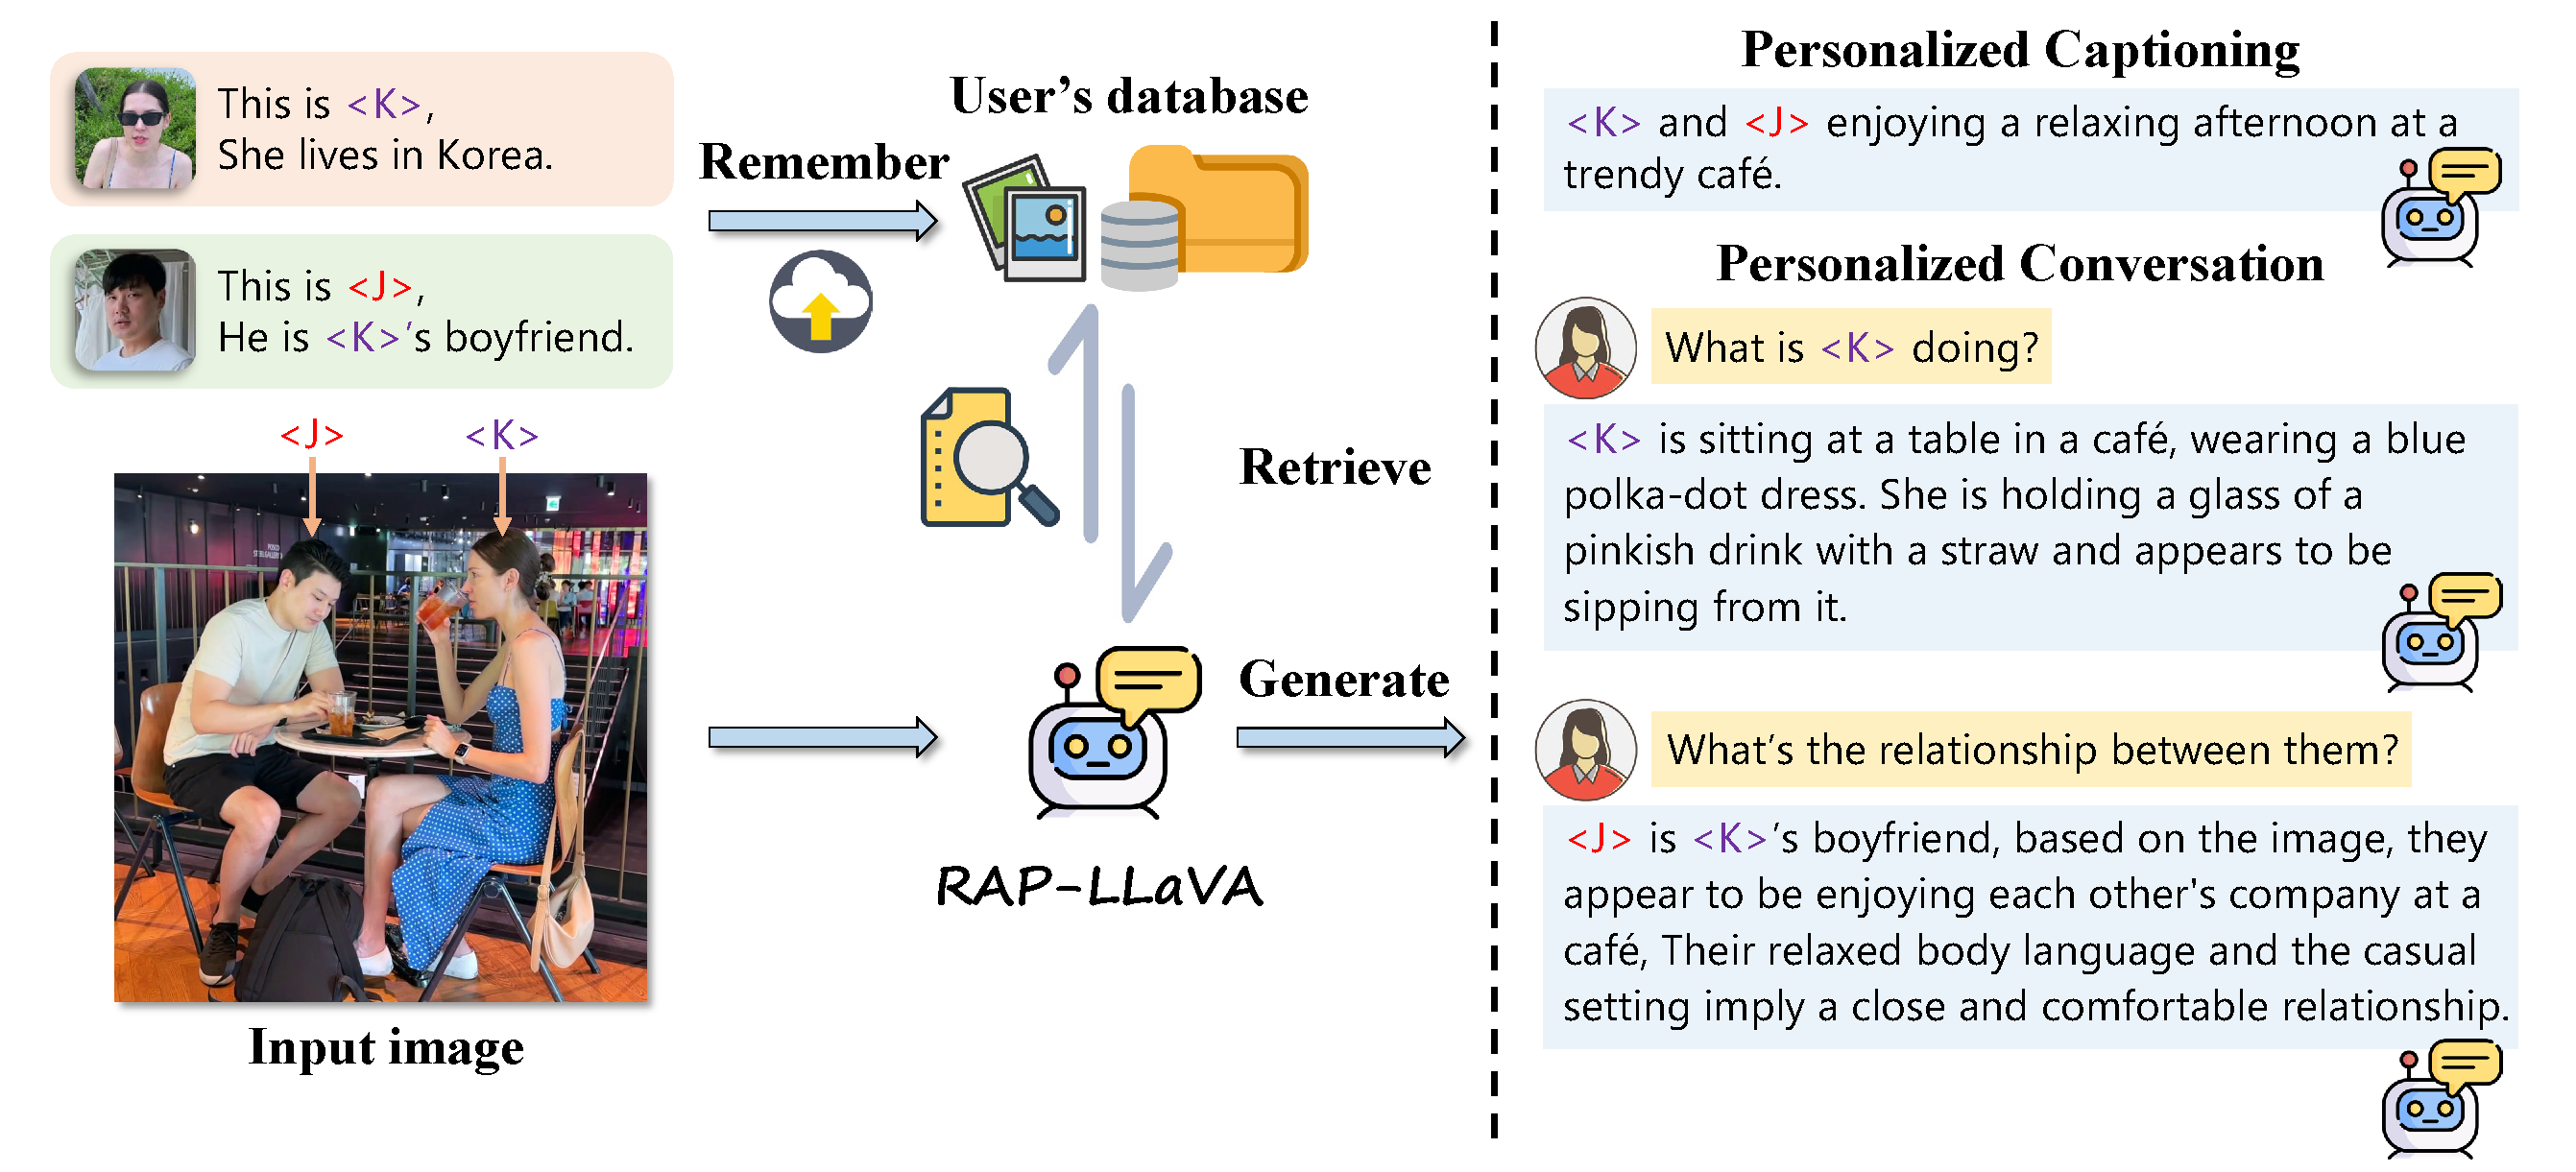 This is <K>,
She lives in Korea.
This is <J>,
He is <K>'s boyfriend.
<J>
<K>
Input image
Remember
User's database
Retrieve
Generate
RAP-LLaVA
Personalized Captioning
<K> and <J> enjoying a relaxing afternoon at a
trendy café.
Personalized Conversation
What is <K> doing?
<K> is sitting at a table in a café, wearing a blue
polka-dot dress. She is holding a glass of a
pinkish drink with a straw and appears to be
sipping from it.
What's the relationship between them?
<J> is <K>'s boyfriend, based on the image, they
appear to be enjoying each other's company at a
café, Their relaxed body language and the casual
setting imply a close and comfortable relationship.